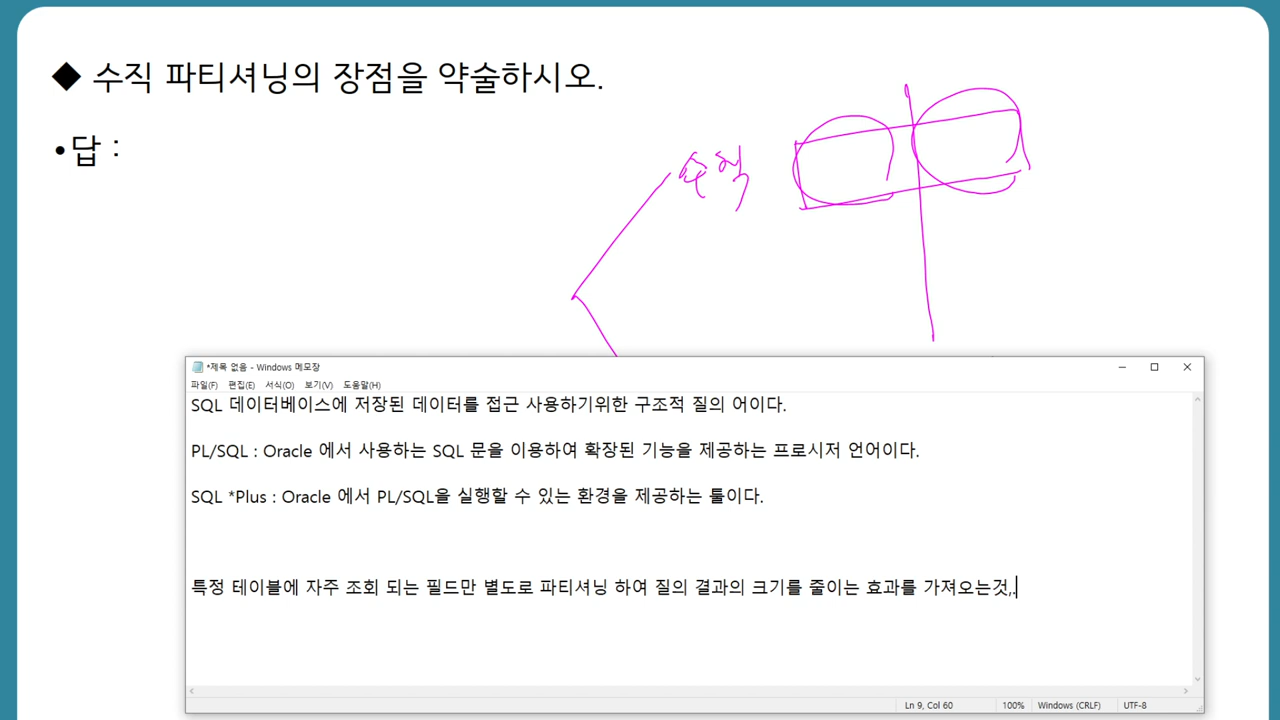 ◆ 수직 파티셔닝의 장점을 약술하시오.
•답 :
수직
*제목 없음 - Windows 메모장
파일(F) 편집(E) 서식(O) 보기(V) 도움말(H)
SQL 데이터베이스에 저장된 데이터를 접근 사용하기위한 구조적 질의 어이다.
PL/SQL : Oracle 에서 사용하는 SQL 문을 이용하여 확장된 기능을 제공하는 프로시저 언어이다.
SQL *Plus : Oracle 에서 PL/SQL을 실행할 수 있는 환경을 제공하는 툴이다.
특정 테이블에 자주 조회 되는 필드만 별도로 파티셔닝 하여 질의 결과의 크기를 줄이는 효과를 가져오는것,.
Ln 9, Col 60 100% Windows (CRLF) UTF-8